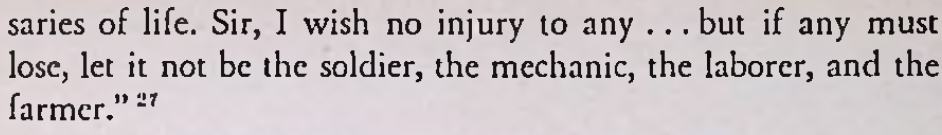 saries of life. Sir, I wish no injury to any ... but if any must
lose, let it not be the soldier, the mechanic, the laborer, and the
farmer." 27